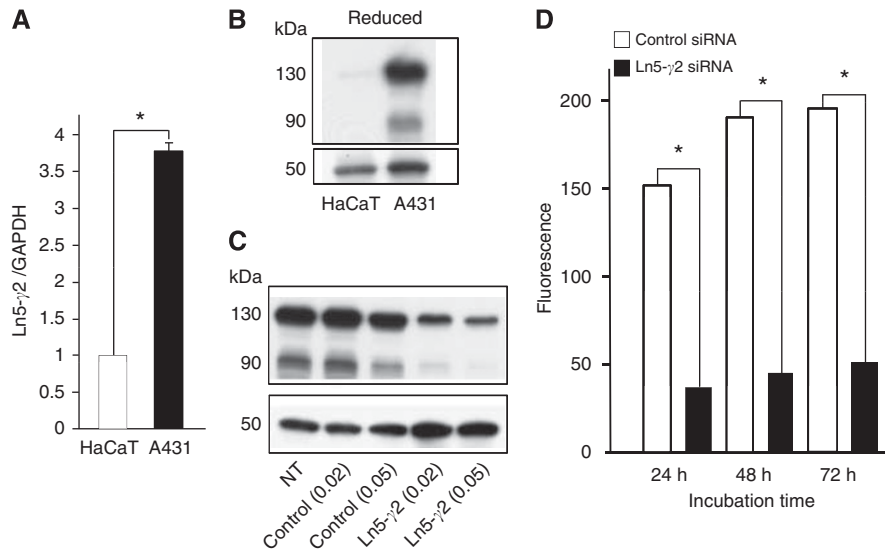 A
Ln5-γ2 /GAPDH
4
3.5
3
2.5
2
1.5
1
0.5
0
*
HaCaT A431
B
Reduced
kDa
130
90
50
HaCaT A431
C
kDa
130
90
50
NT
Control (0.02)
Control (0.05)
Ln5-γ2 (0.02)
Ln5-γ2 (0.05)
D
Control siRNA
Ln5-γ2 siRNA
Fluorescence
200
150
100
50
0
*
*
*
24 h 48 h 72 h
Incubation time